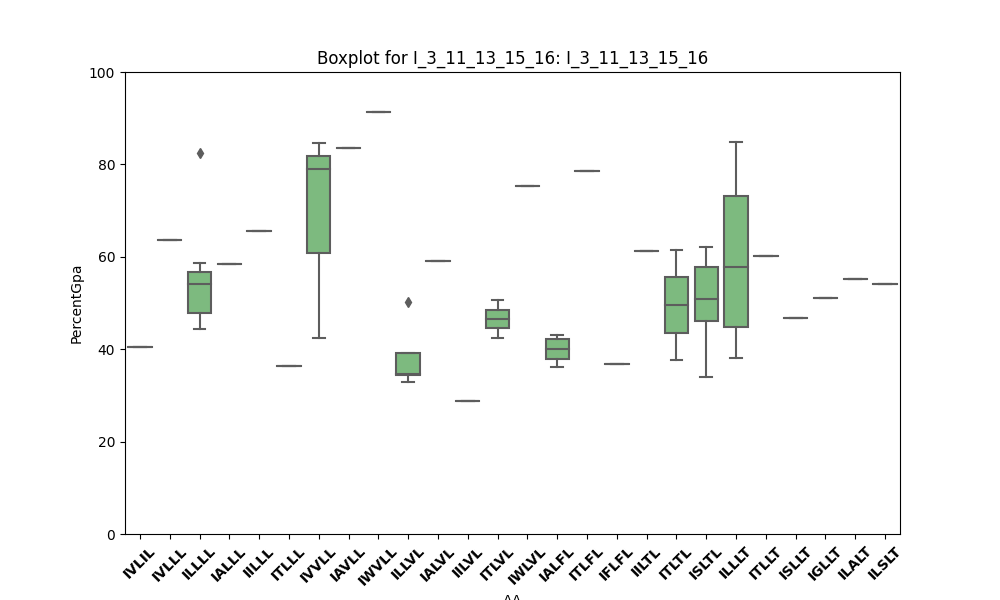 Boxplot for I_3_11_13_15_16: I_3_11_13_15_16
PercentGpa
100
80
60
40
20
0
IVLIL IVLLL ILLLL IALLL IILLL ITLLL IVVLL IAVLL IWVLL ILLVL IALVL IILVL ITLVL IWLVL IALFL ITLFL IFLFL IILTL ITLTL ISLTL ILLLT ITLLT ISLLT IGLLT ILALT ILSLT
AA